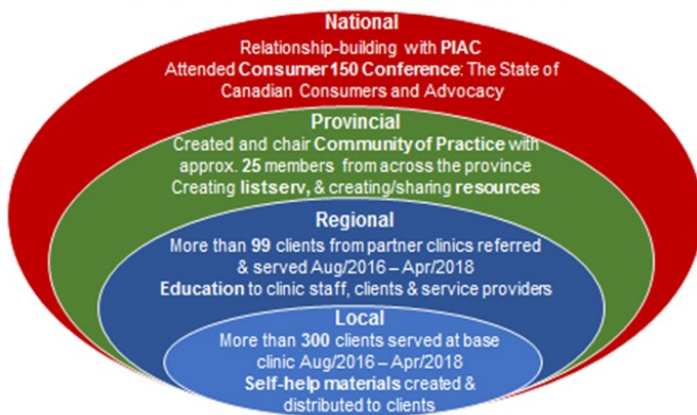 National
Relationship-building with PIAC
Attended Consumer 150 Conference: The State of
Canadian Consumers and Advocacy
Provincial
Created and chair Community of Practice with
approx. 25 members from across the province
Creating listserv, & creating/sharing resources
Regional
More than 99 clients from partner clinics referred
& served Aug/2016 – Apr/2018
Education to clinic staff, clients & service providers
Local
More than 300 clients served at base
clinic Aug/2016 – Apr/2018
Self-help materials created &
distributed to clients